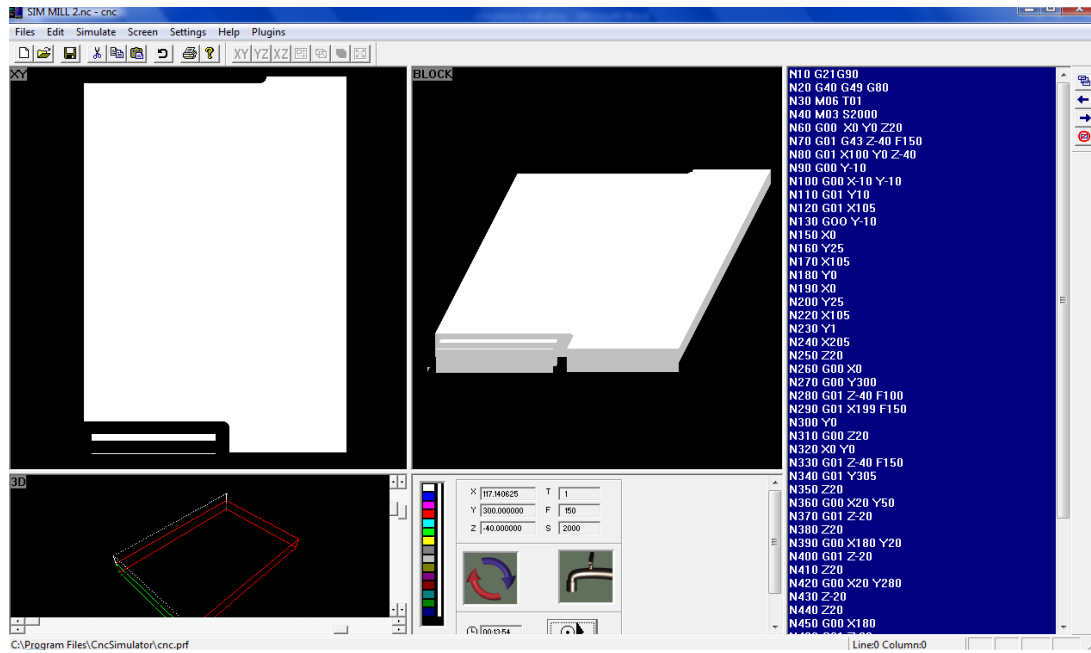 SIM MILL 2.nc - cnc
Files Edit Simulate Screen Settings Help Plugins
XY YZ XZ
XY
BLOCK
N10 G21G90
N20 G40 G49 G80
N30 M06 T01
N40 M03 S2000
N60 G00 X0 Y0 Z20
N70 G01 G43 Z-40 F150
N80 G01 X100 Y0 Z-40
N90 G00 Y-10
N100 G00 X-10 Y-10
N110 G01 Y10
N120 G01 X105
N130 GOO Y-10
N150 X0
N160 Y25
N170 X105
N180 Y0
N190 X0
N200 Y25
N220 X105
N230 Y1
N240 X205
N250 Z20
N260 G00 X0
N270 G00 Y300
N280 G01 Z-40 F100
N290 G01 X199 F150
N300 Y0
N310 G00 Z20
N320 X0 Y0
N330 G01 Z-40 F150
N340 G01 Y305
N350 Z20
N360 G00 X20 Y50
N370 G01 Z-20
N380 Z20
N390 G00 X180 Y20
N400 G01 Z-20
N410 Z20
N420 G00 X20 Y280
N430 Z-20
N440 Z20
N450 G00 X180
3D
X 117.140625 T 1
Y 300.000000 F 150
Z -40.000000 S 2000
00:13:54
C:\Program Files\CncSimulator\cnc.prf
Line:0 Column:0